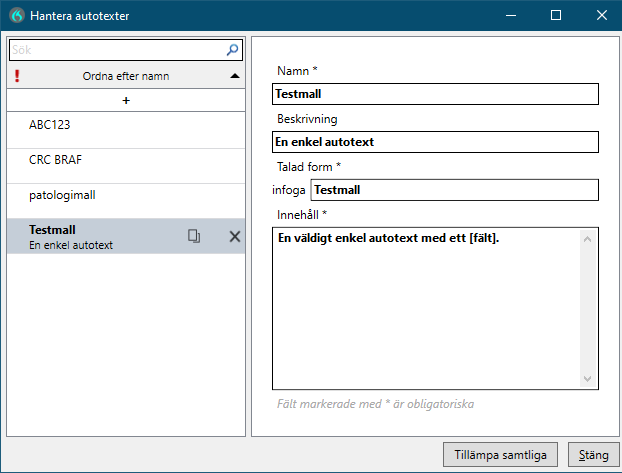 Hantera autotexter
Sök
Ordna efter namn
+
ABC123
CRC BRAF
patologimall
Testmall
En enkel autotext
Namn *
Testmall
Beskrivning
En enkel autotext
Talad form *
infoga Testmall
Innehåll *
En väldigt enkel autotext med ett [fält].
Fält markerade med * är obligatoriska
Tillämpa samtliga Stäng